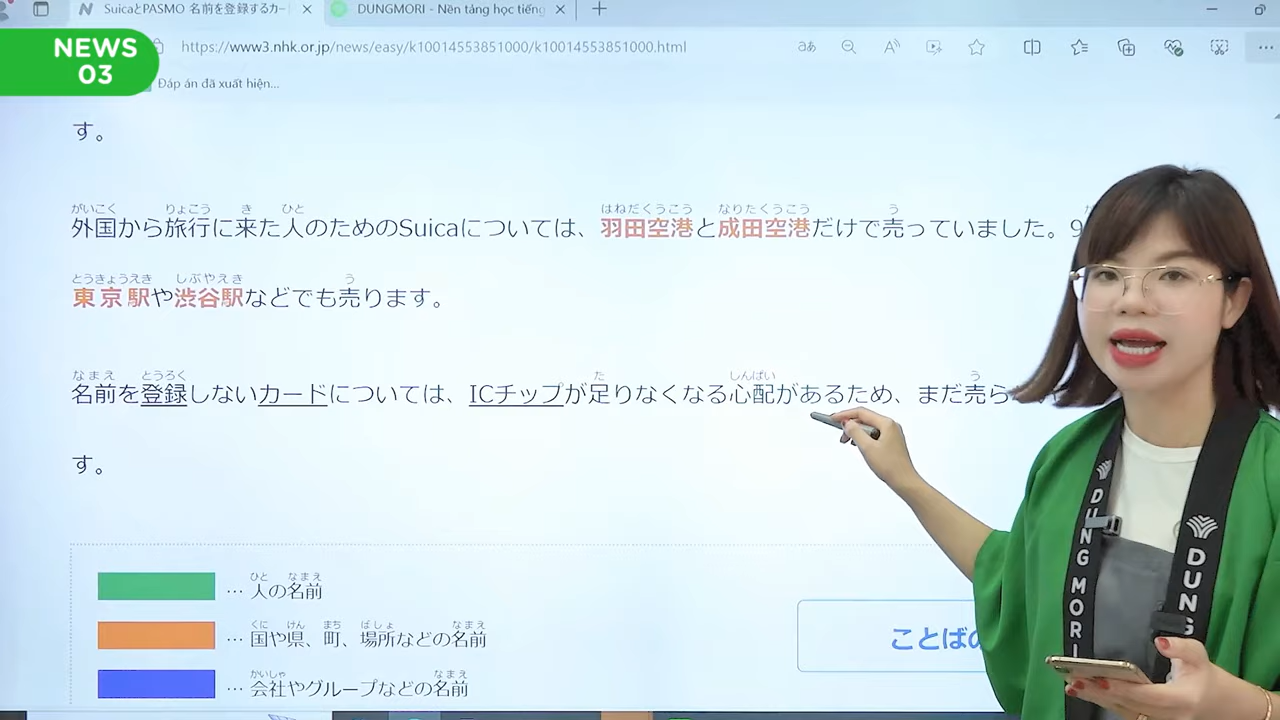 SuicaとPASMO 名前を登録するカー
DUNGMORI - Nền tảng học tiếng
NEWS
03
https://www3.nhk.or.jp/news/easy/k10014553851000/k10014553851000.html
Đáp án đã xuất hiện...
す。
がいこく りょこう き ひと はねだくうこう なりたくうこう う
外国から旅行に来た人のためのSuicaについては、羽田空港と成田空港だけで売っていました。9
とうきょうえき しぶやえき う
東京駅や渋谷駅などでも売ります。
なまえ とうろく た しんぱい う
名前を登録しないカードについては、ICチップが足りなくなる心配があるため、まだ売ら
す。
ひと なまえ
… 人の名前
くに けん まち ばしょ なまえ
… 国や県、町、場所などの名前
かいしゃ なまえ
… 会社やグループなどの名前
ことばの
DUNG MORI
DUNG